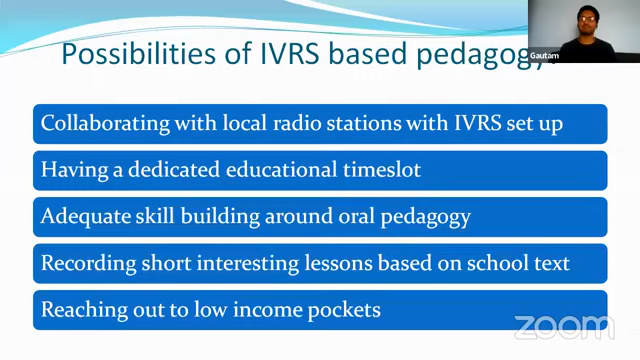 Possibilities of IVRS based pedagogy
Gautam
Collaborating with local radio stations with IVRS set up
Having a dedicated educational timeslot
Adequate skill building around oral pedagogy
Recording short interesting lessons based on school text
Reaching out to low income pockets
zoom